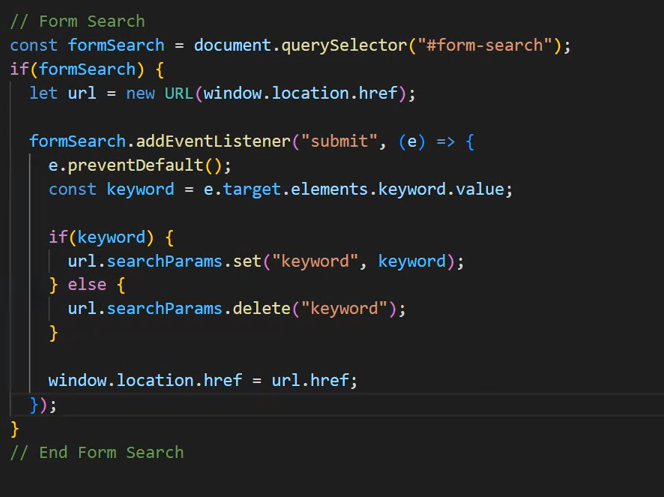 // Form Search
const formSearch = document.querySelector("#form-search");
if(formSearch) {
let url = new URL(window.location.href);
formSearch.addEventListener("submit", (e) => {
e.preventDefault();
const keyword = e.target.elements.keyword.value;
if(keyword) {
url.searchParams.set("keyword", keyword);
} else {
url.searchParams.delete("keyword");
}
window.location.href = url.href;
});
}
// End Form Search